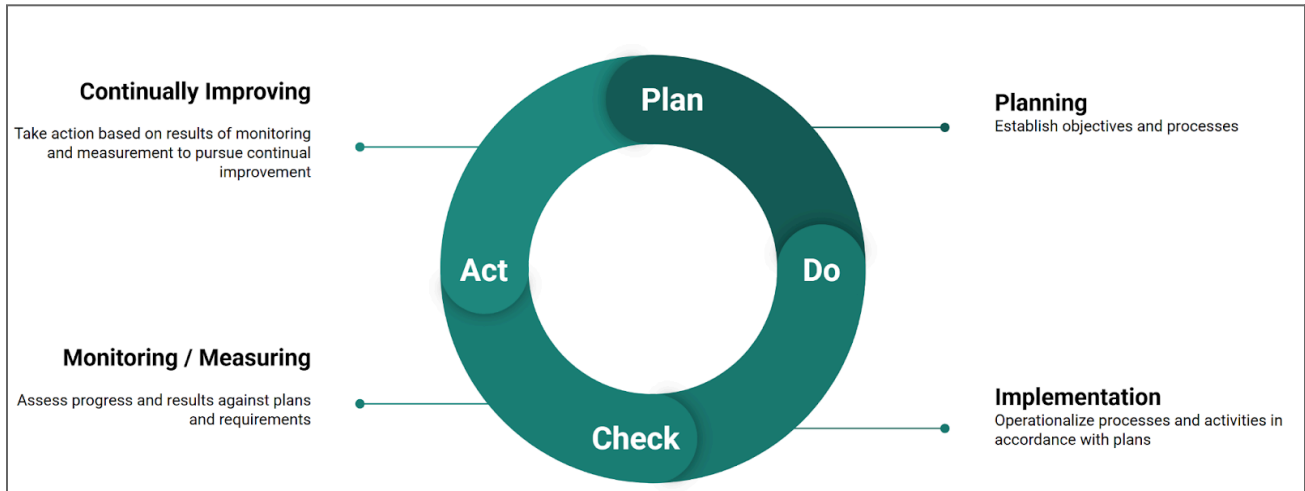 Plan
Planning
Establish objectives and processes
Do
Implementation
Operationalize processes and activities in
accordance with plans
Check
Monitoring / Measuring
Assess progress and results against plans
and requirements
Act
Continually Improving
Take action based on results of monitoring
and measurement to pursue continual
improvement